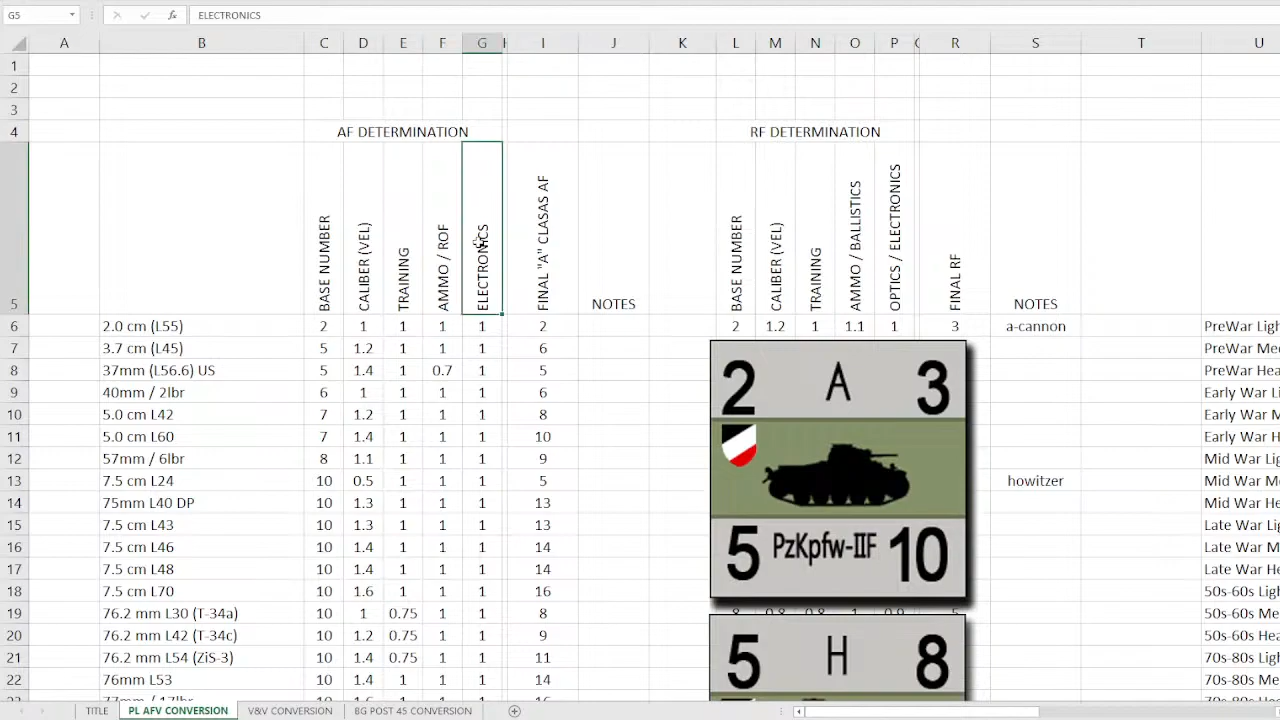 G5 fx ELECTRONICS
A B C D E F G H I J K L M N O P R S T U
1
2
3
4 AF DETERMINATION RF DETERMINATION
5 BASE NUMBER CALIBER (VEL) TRAINING AMMO / ROF ELECTRONICS FINAL "A" CLASAS AF NOTES BASE NUMBER CALIBER (VEL) TRAINING AMMO / BALLISTICS OPTICS / ELECTRONICS FINAL RF NOTES
6 2.0 cm (L55) 2 1 1 1 1 2 2 1.2 1 1.1 1 3 a-cannon PreWar Ligh
7 3.7 cm (L45) 5 1.2 1 1 1 6 PreWar Me
8 37mm (L56.6) US 5 1.4 1 0.7 1 5 PreWar Hea
9 40mm / 2lbr 6 1 1 1 1 6 Early War Li
10 5.0 cm L42 7 1.2 1 1 1 8 Early War M
11 5.0 cm L60 7 1.4 1 1 1 10 Early War H
12 57mm / 6lbr 8 1.1 1 1 1 9 Mid War Lig
13 7.5 cm L24 10 0.5 1 1 1 5 howitzer Mid War Me
14 75mm L40 DP 10 1.3 1 1 1 13 Mid War He
15 7.5 cm L43 10 1.3 1 1 1 13 Late War Lig
16 7.5 cm L46 10 1.4 1 1 1 14 Late War M
17 7.5 cm L48 10 1.4 1 1 1 14 Late War He
18 7.5 cm L70 10 1.6 1 1 1 16 50s-60s Ligh
19 76.2 mm L30 (T-34a) 10 1 0.75 1 1 8 50s-60s Me
20 76.2 mm L42 (T-34c) 10 1.2 0.75 1 1 9 50s-60s He
21 76.2 mm L54 (ZiS-3) 10 1.4 0.75 1 1 11 70s-80s Ligh
22 76mm L53 10 1.4 1 1 1 14 70s-80s Me
2 A 3
5 PzKpfw-IIF 10
5 H 8
TITLE PL AFV CONVERSION V&V CONVERSION BG POST 45 CONVERSION